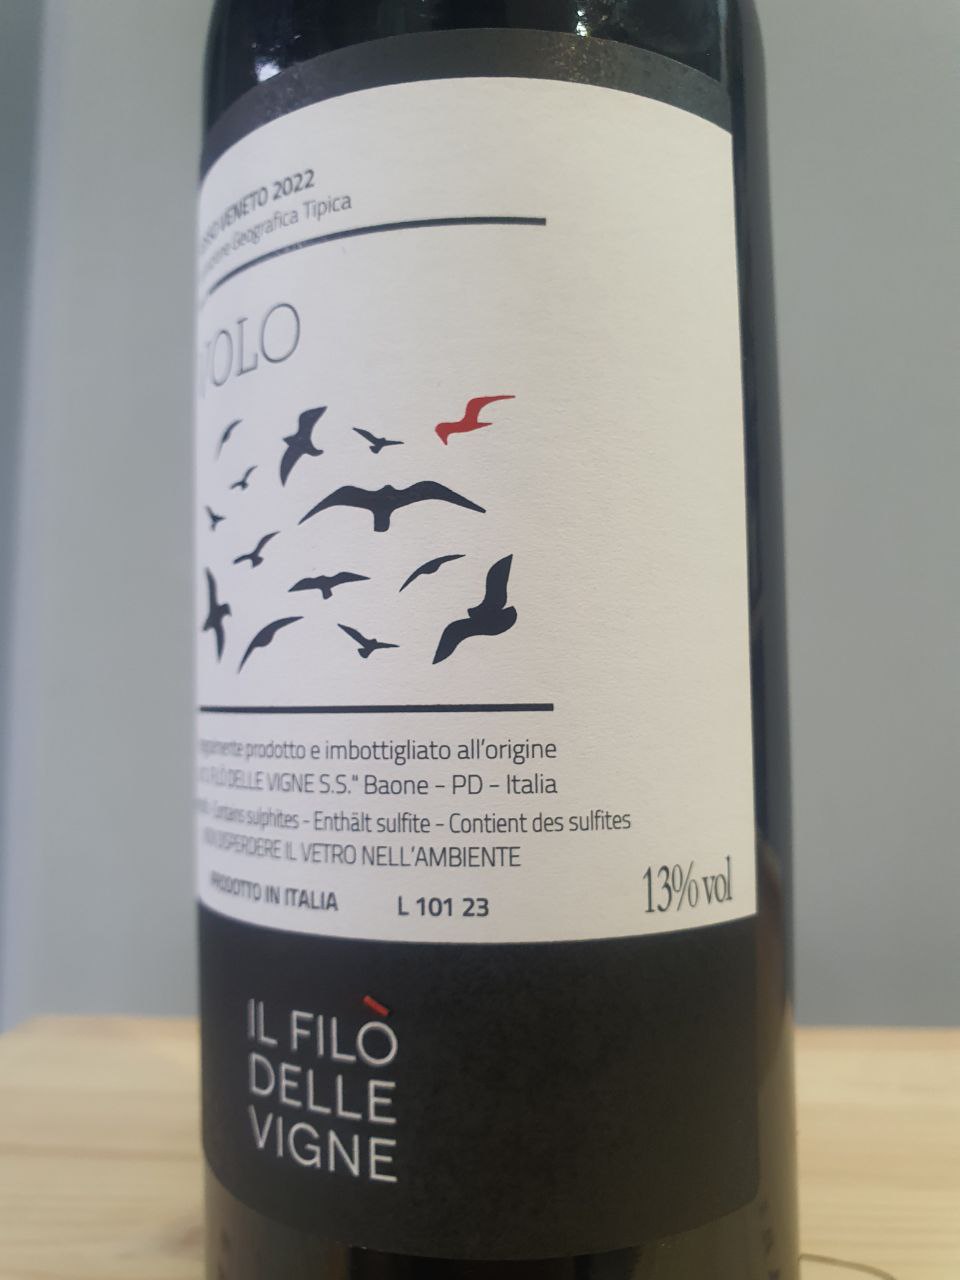 VENETO 2022
Geografica Tipica
VOLO
prodotto e imbottigliato all'origine
FILÒ DELLE VIGNE S.S." Baone - PD - Italia
Contains sulphites - Enthält sulfite - Contient des sulfites
DISPERDERE IL VETRO NELL'AMBIENTE
PRODOTTO IN ITALIA L 101 23
13% vol
IL FILÒ
DELLE
VIGNE